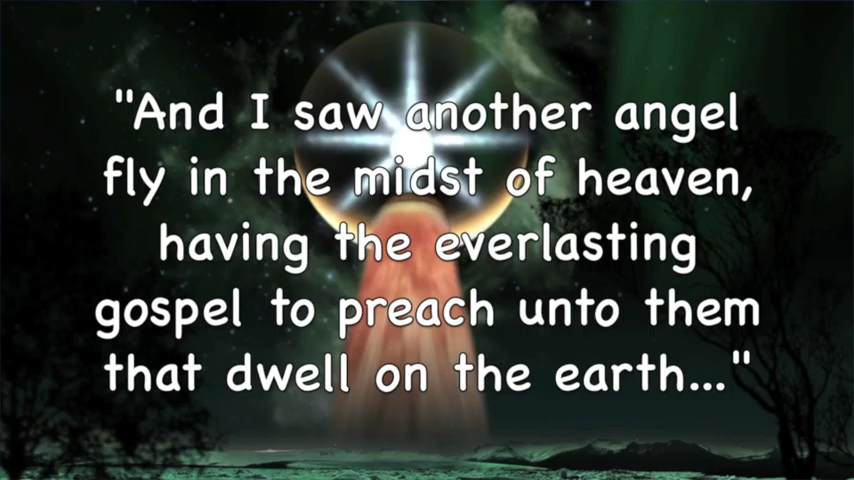 "And I saw another angel
fly in the midst of heaven,
having the everlasting
gospel to preach unto them
that dwell on the earth..."